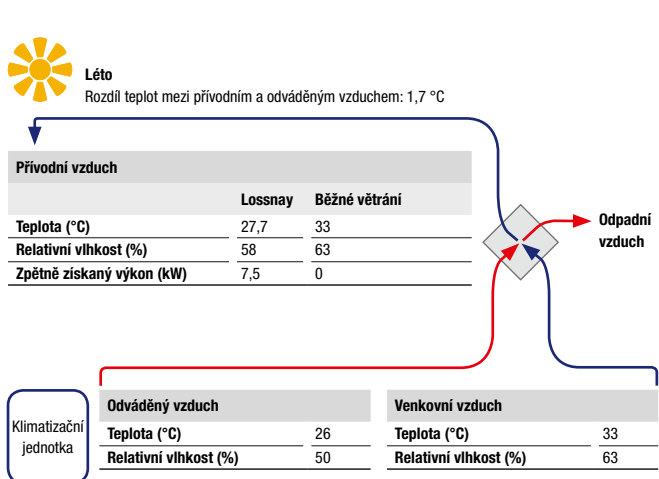 Léto
Rozdíl teplot mezi přívodním a odváděným vzduchem: 1,7 °C
Přívodní vzduch
Lossnay Běžné větrání
Teplota (°C) 27,7 33
Relativní vlhkost (%) 58 63
Zpětně získaný výkon (kW) 7,5 0
Odpadní
vzduch
Klimatizační
jednotka
Odváděný vzduch
Teplota (°C) 26
Relativní vlhkost (%) 50
Venkovní vzduch
Teplota (°C) 33
Relativní vlhkost (%) 63